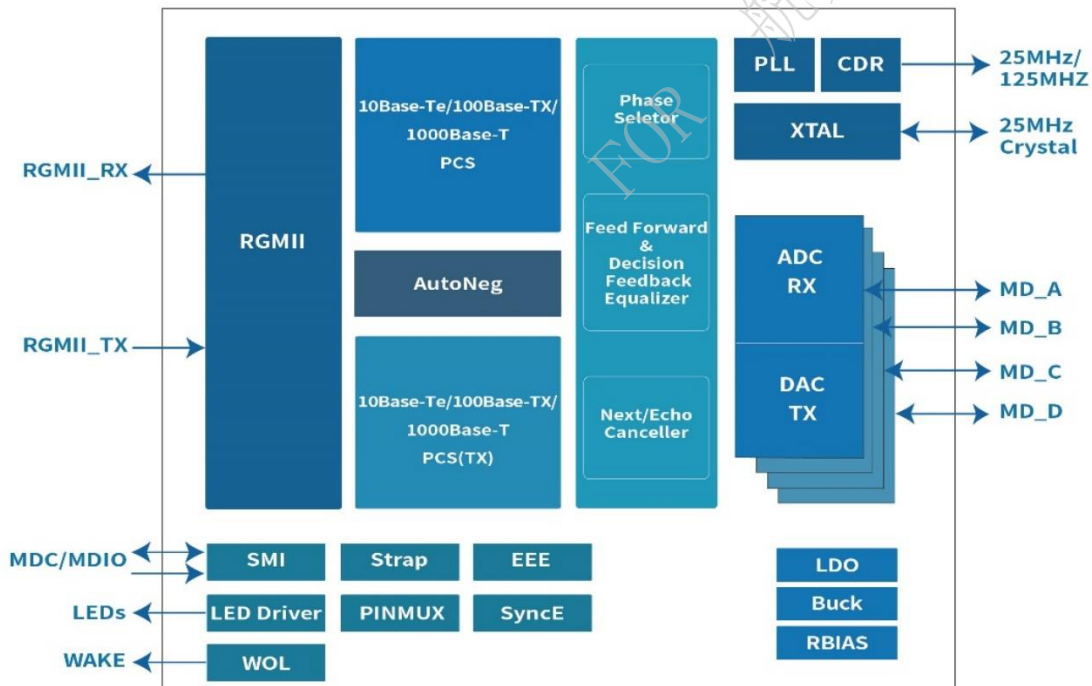 RGMII_RX
RGMII_TX
MDC/MDIO
LEDs
WAKE
RGMII
10Base-Te/100Base-TX/
1000Base-T
PCS
AutoNeg
10Base-Te/100Base-TX/
1000Base-T
PCS(TX)
Phase
Seletor
Feed Forward
&
Decision
Feedback
Equalizer
Next/Echo
Canceller
PLL
CDR
XTAL
25MHz/
125MHZ
25MHz
Crystal
ADC
RX
DAC
TX
MD_A
MD_B
MD_C
MD_D
SMI
Strap
EEE
LED Driver
PINMUX
SyncE
WOL
LDO
Buck
RBIAS
FOR
航